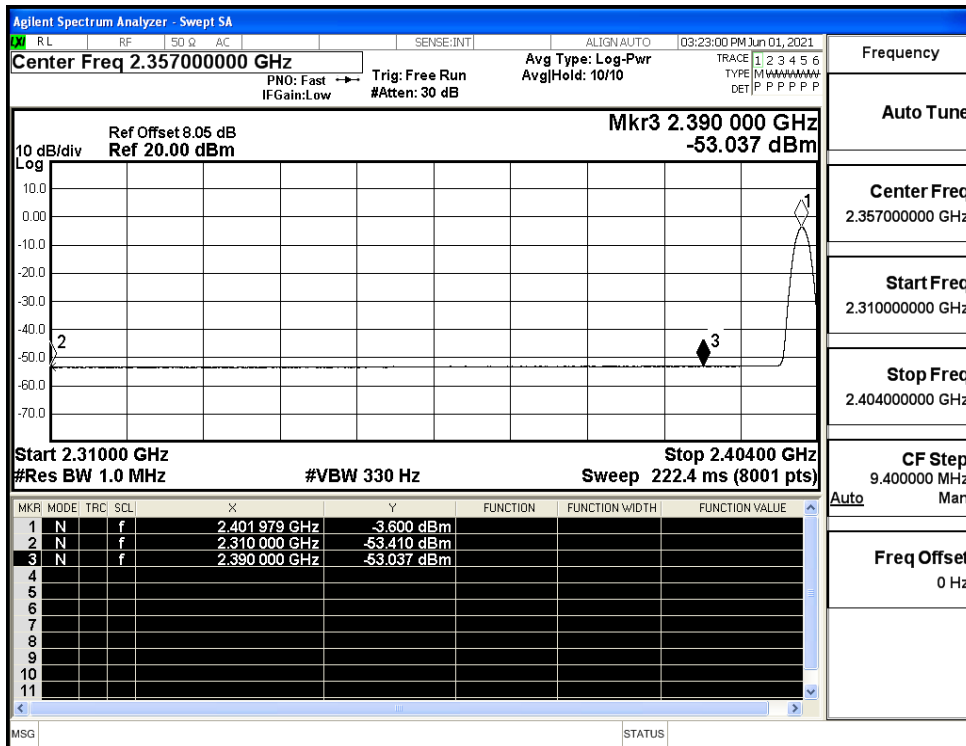 Agilent Spectrum Analyzer - Swept SA
LXI RL RF 50 Ω AC SENSE:INT ALIGN AUTO 03:23:00 PM Jun 01, 2021
Center Freq 2.357000000 GHz
PNO: Fast
IFGain:Low
Trig: Free Run
#Atten: 30 dB
Avg Type: Log-Pwr
Avg|Hold: 10/10
TRACE 1 2 3 4 5 6
TYPE M W W W W W
DET P P P P P P
Ref Offset 8.05 dB
10 dB/div Ref 20.00 dBm
Log
Mkr3 2.390 000 GHz
-53.037 dBm
10.0
0.00
-10.0
-20.0
-30.0
-40.0
-50.0
-60.0
-70.0
1
2
3
Start 2.31000 GHz Stop 2.40400 GHz
#Res BW 1.0 MHz #VBW 330 Hz Sweep 222.4 ms (8001 pts)
MKR MODE TRC SCL X Y FUNCTION FUNCTION WIDTH FUNCTION VALUE
1 N f 2.401 979 GHz -3.600 dBm
2 N f 2.310 000 GHz -53.410 dBm
3 N f 2.390 000 GHz -53.037 dBm
4
5
6
7
8
9
10
11
MSG STATUS
Frequency
Auto Tune
Center Freq
2.357000000 GHz
Start Freq
2.310000000 GHz
Stop Freq
2.404000000 GHz
CF Step
9.400000 MHz
Auto Man
Freq Offset
0 Hz